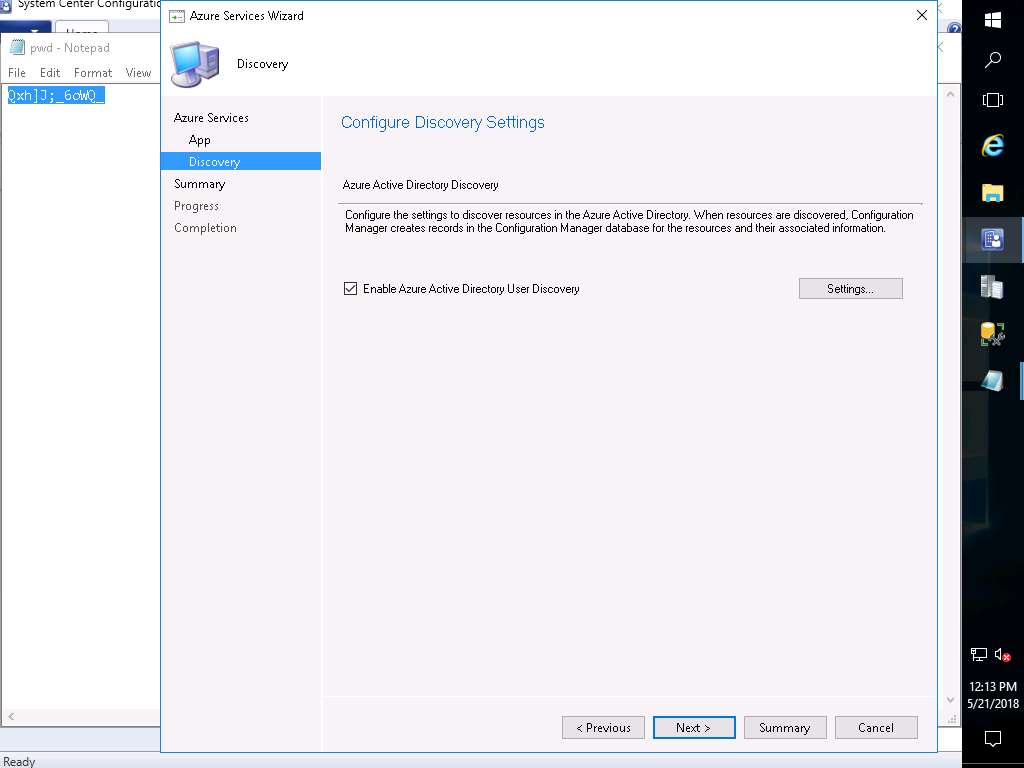 System Center Configuratio
Home
Azure Services Wizard
pwd - Notepad
File Edit Format View
Discovery
Azure Services
App
Discovery
Summary
Progress
Completion
Configure Discovery Settings
Azure Active Directory Discovery
Configure the settings to discover resources in the Azure Active Directory. When resources are discovered, Configuration
Manager creates records in the Configuration Manager database for the resources and their associated information.
Enable Azure Active Directory User Discovery
Settings...
< Previous
Next >
Summary
Cancel
12:13 PM
5/21/2018
Ready